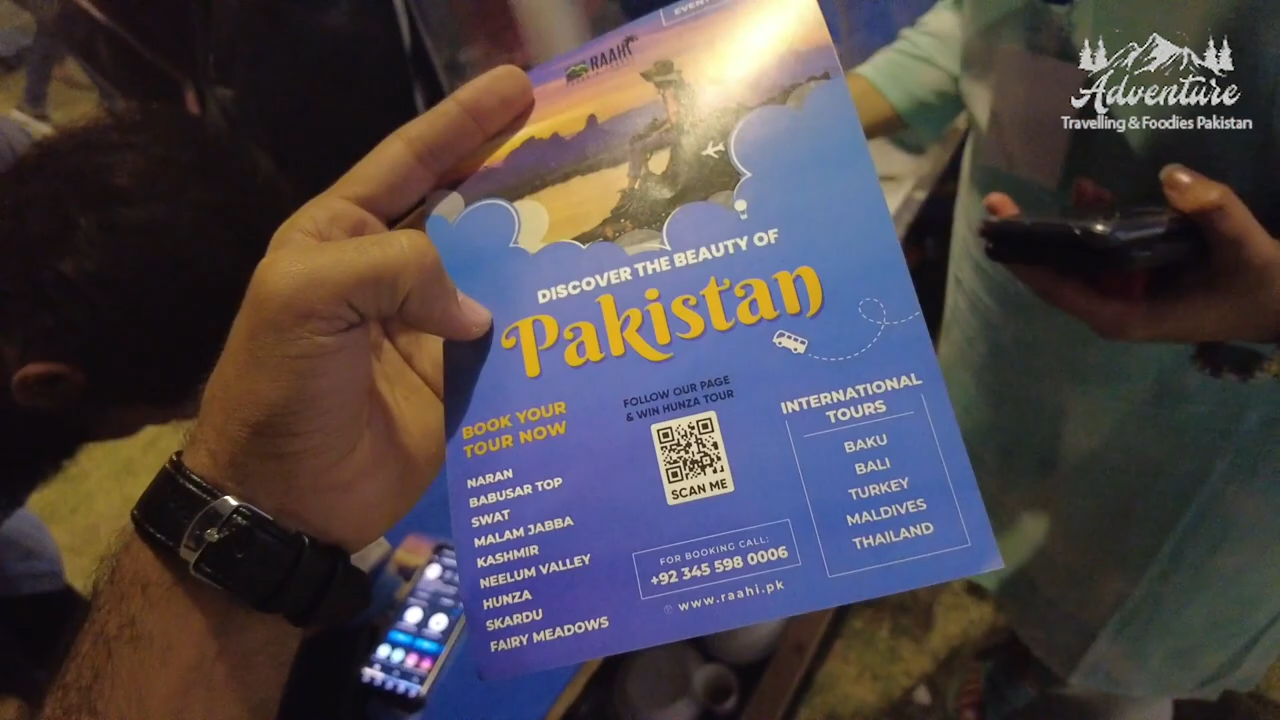 RAAHI
DISCOVER THE BEAUTY OF
Pakistan
BOOK YOUR
TOUR NOW
NARAN
BABUSAR TOP
SWAT
MALAM JABBA
KASHMIR
NEELUM VALLEY
HUNZA
SKARDU
FAIRY MEADOWS
FOLLOW OUR PAGE
& WIN HUNZA TOUR
SCAN ME
FOR BOOKING CALL:
+92 345 598 0006
www.raahi.pk
INTERNATIONAL
TOURS
BAKU
BALI
TURKEY
MALDIVES
THAILAND
Adventure
Travelling & Foodies Pakistan